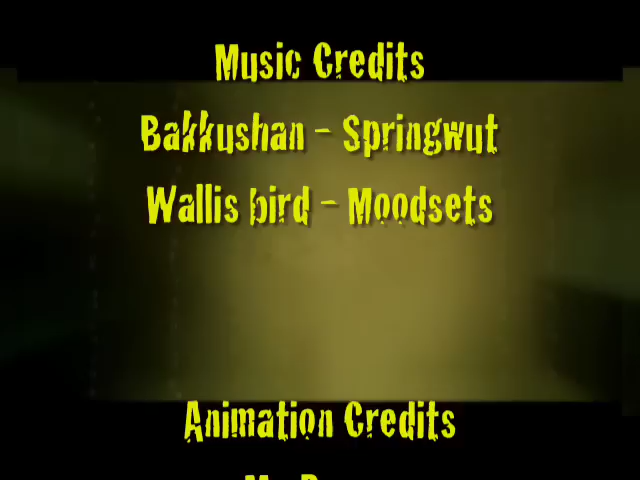 Music Credits
Bakkushan - Springwut
Wallis bird - Moodsets
Animation Credits